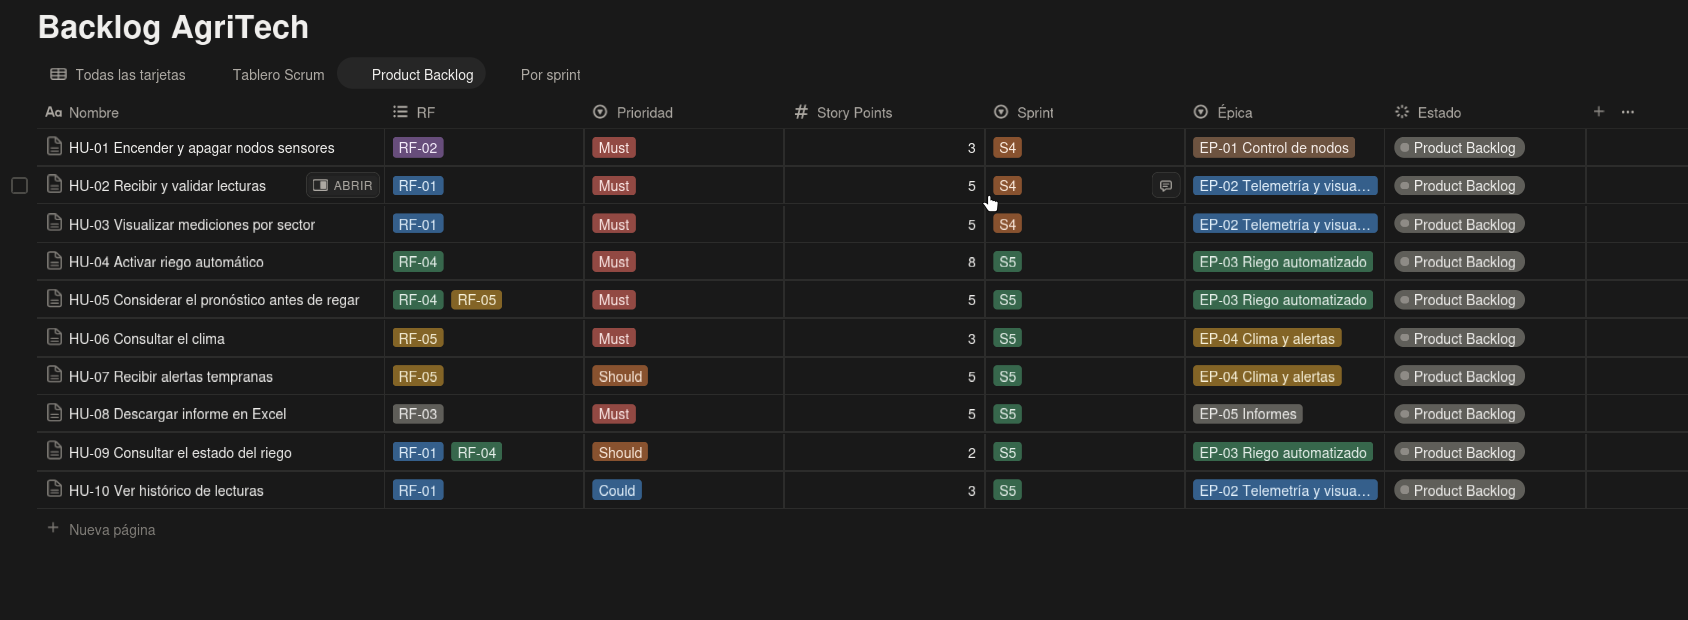 Backlog AgriTech
Todas las tarjetas Tablero Scrum Product Backlog Por sprint
Aa Nombre RF Prioridad # Story Points Sprint Épica Estado + ...
HU-01 Encender y apagar nodos sensores RF-02 Must 3 S4 EP-01 Control de nodos Product Backlog
HU-02 Recibir y validar lecturas ABRIR RF-01 Must 5 S4 EP-02 Telemetría y visua... Product Backlog
HU-03 Visualizar mediciones por sector RF-01 Must 5 S4 EP-02 Telemetría y visua... Product Backlog
HU-04 Activar riego automático RF-04 Must 8 S5 EP-03 Riego automatizado Product Backlog
HU-05 Considerar el pronóstico antes de regar RF-04 RF-05 Must 5 S5 EP-03 Riego automatizado Product Backlog
HU-06 Consultar el clima RF-05 Must 3 S5 EP-04 Clima y alertas Product Backlog
HU-07 Recibir alertas tempranas RF-05 Should 5 S5 EP-04 Clima y alertas Product Backlog
HU-08 Descargar informe en Excel RF-03 Must 5 S5 EP-05 Informes Product Backlog
HU-09 Consultar el estado del riego RF-01 RF-04 Should 2 S5 EP-03 Riego automatizado Product Backlog
HU-10 Ver histórico de lecturas RF-01 Could 3 S5 EP-02 Telemetría y visua... Product Backlog
+ Nueva página